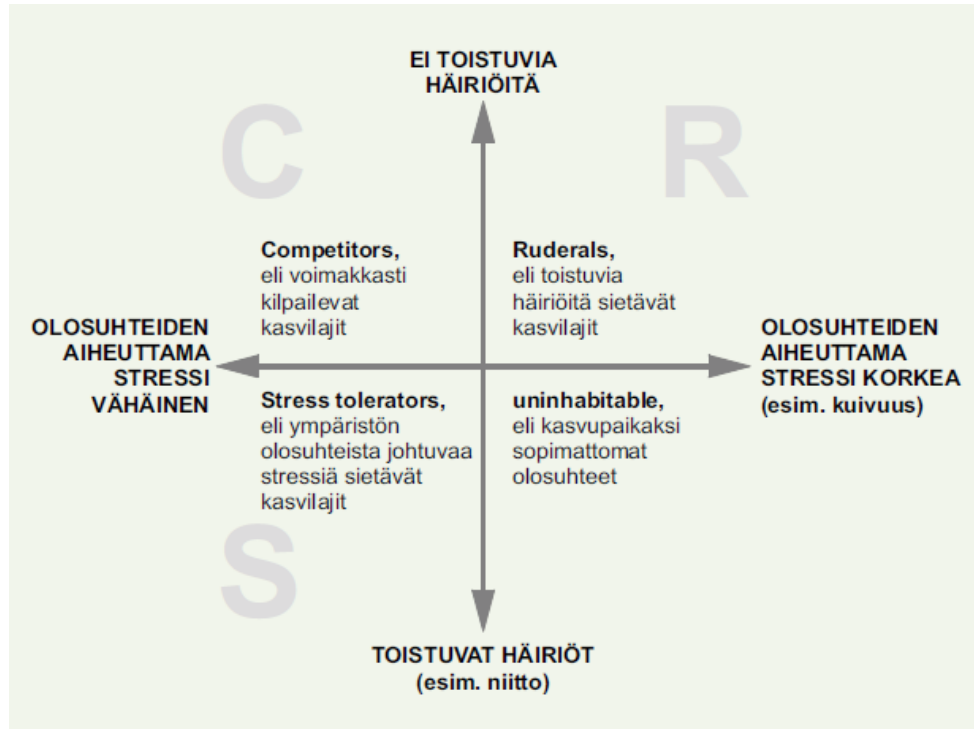 EI TOISTUVIA
HÄIRIÖITÄ
C
R
Competitors,
eli voimakkasti
kilpailevat
kasvilajit
Ruderals,
eli toistuvia
häiriöitä sietävät
kasvilajit
OLOSUHTEIDEN
AIHEUTTAMA
STRESSI
VÄHÄINEN
OLOSUHTEIDEN
AIHEUTTAMA
STRESSI KORKEA
(esim. kuivuus)
Stress tolerators,
eli ympäristön
olosuhteista johtuvaa
stressiä sietävät
kasvilajit
uninhabitable,
eli kasvupaikaksi
sopimattomat
olosuhteet
S
TOISTUVAT HÄIRIÖT
(esim. niitto)